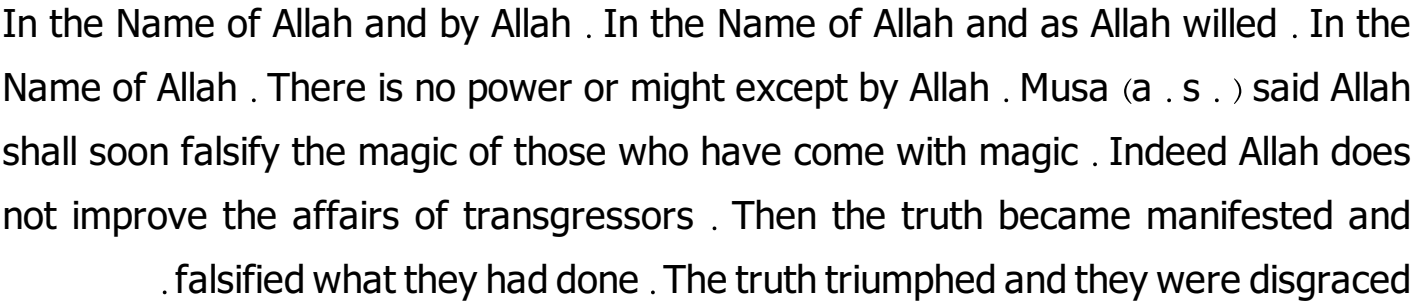 In the Name of Allah and by Allah . In the Name of Allah and as Allah willed . In the
Name of Allah . There is no power or might except by Allah . Musa (a . s . ) said Allah
shall soon falsify the magic of those who have come with magic . Indeed Allah does
not improve the affairs of transgressors . Then the truth became manifested and
. falsified what they had done . The truth triumphed and they were disgraced